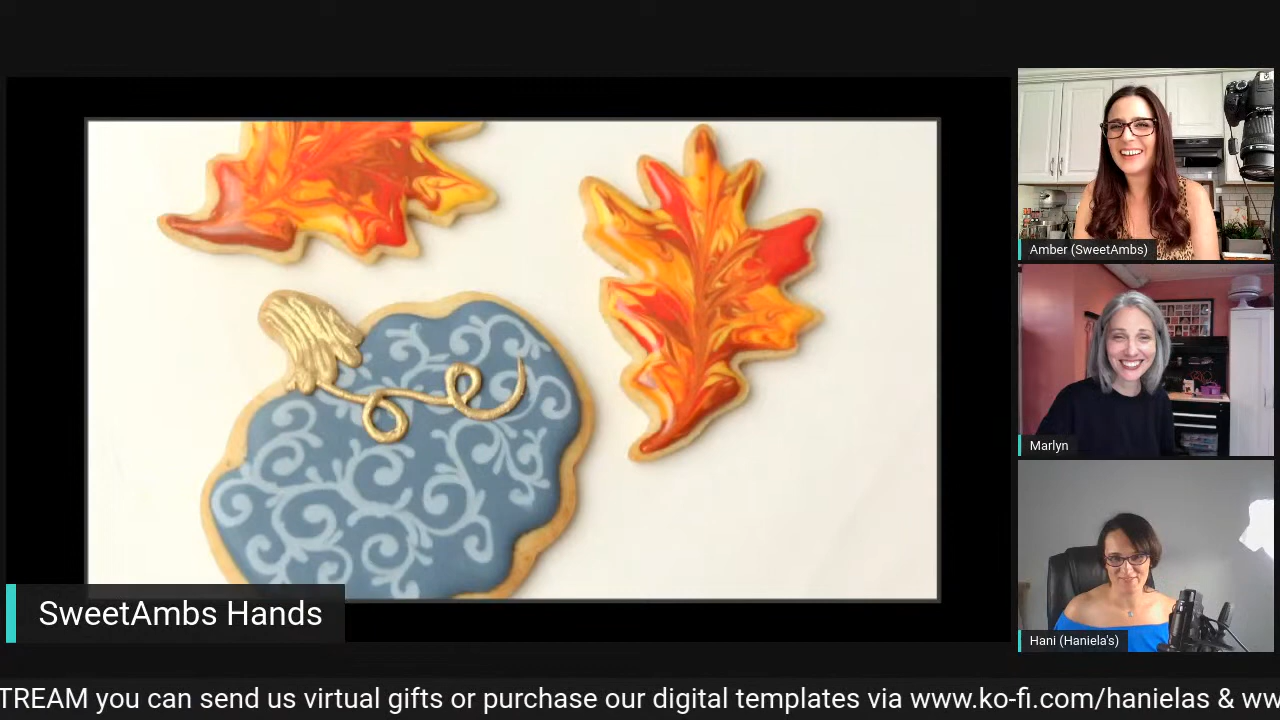 Amber (SweetAmbs)
Marlyn
SweetAmbs Hands
Hani (Haniela's)
TREAM you can send us virtual gifts or purchase our digital templates via www.ko-fi.com/hanielas &